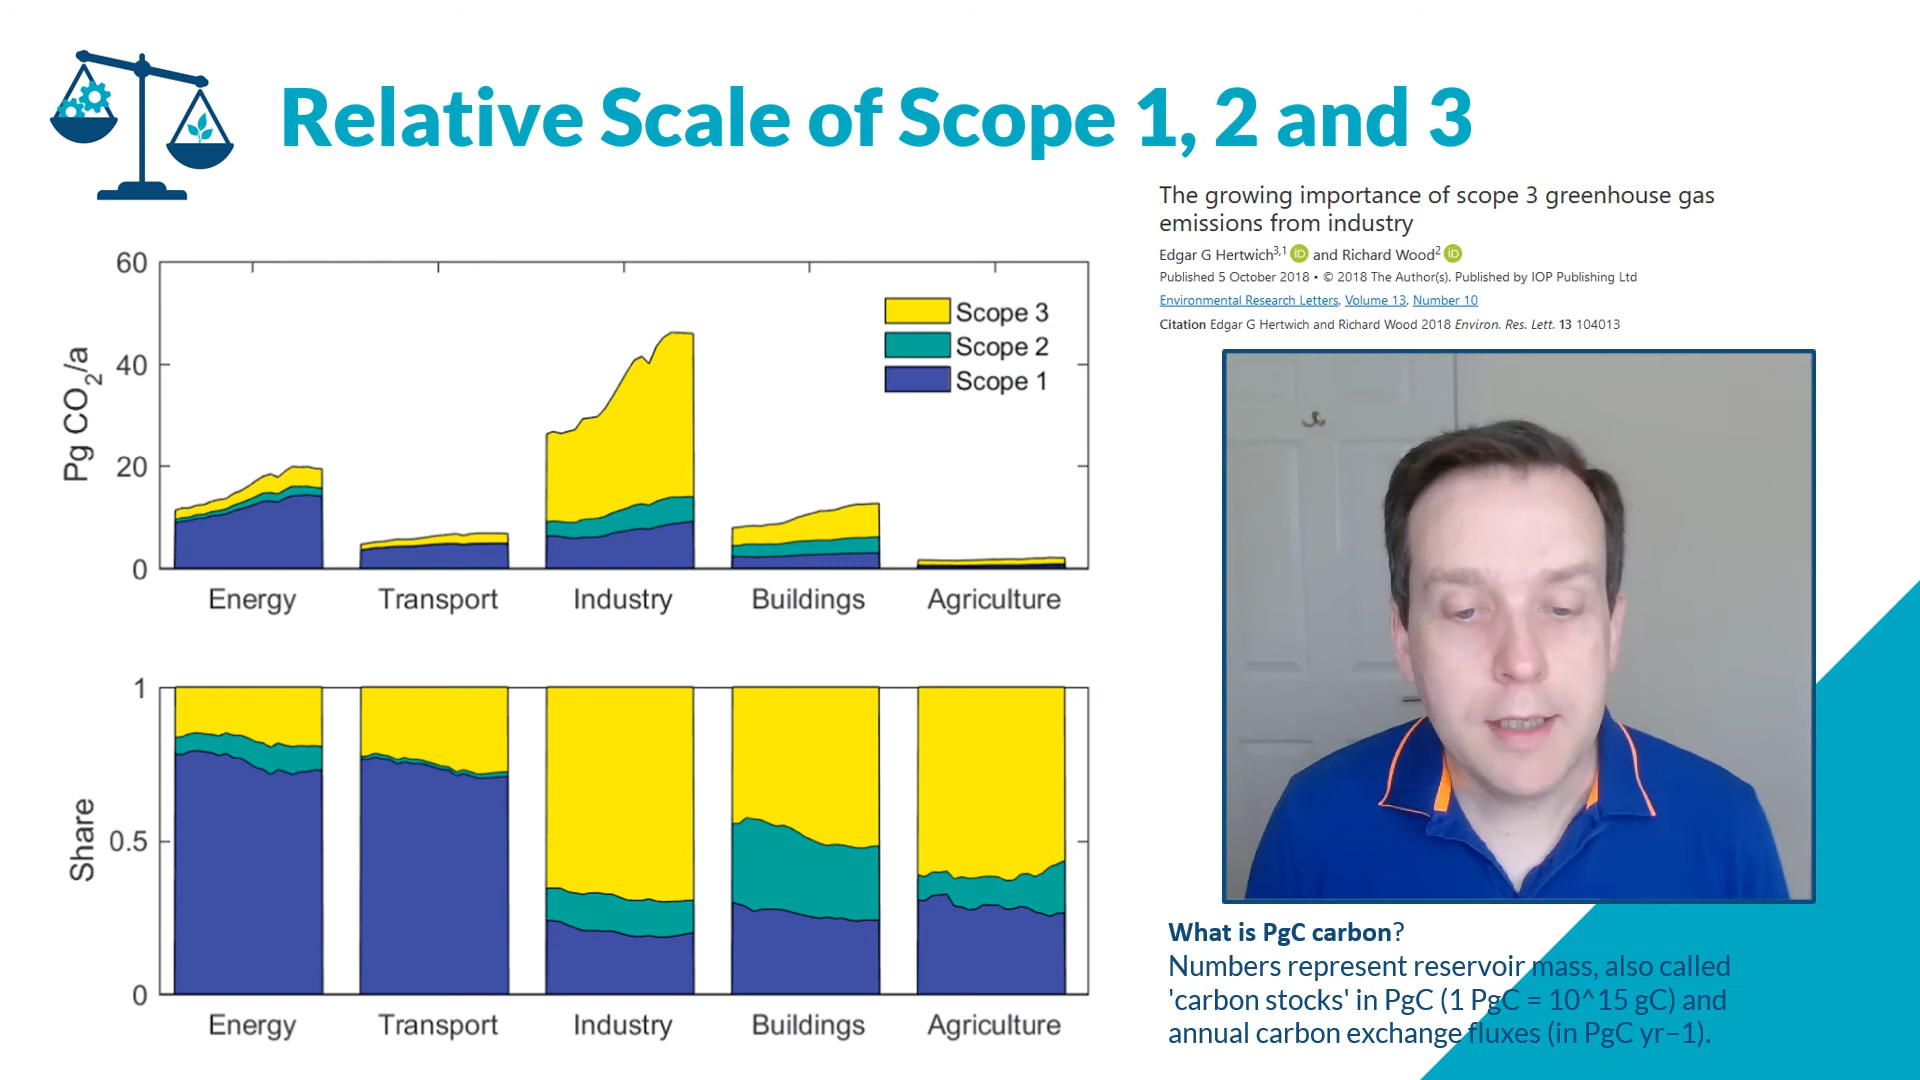 Relative Scale of Scope 1, 2 and 3
The growing importance of scope 3 greenhouse gas
emissions from industry
Edgar G Hertwich3,1 iD and Richard Wood2 iD
Published 5 October 2018 • © 2018 The Author(s). Published by IOP Publishing Ltd
Environmental Research Letters, Volume 13, Number 10
Citation Edgar G Hertwich and Richard Wood 2018 Environ. Res. Lett. 13 104013
60
40
20
0
Pg CO2/a
Scope 3
Scope 2
Scope 1
Energy
Transport
Industry
Buildings
Agriculture
1
0.5
0
Share
Energy
Transport
Industry
Buildings
Agriculture
What is PgC carbon?
Numbers represent reservoir mass, also called
'carbon stocks' in PgC (1 PgC = 10^15 gC) and
annual carbon exchange fluxes (in PgC yr−1).